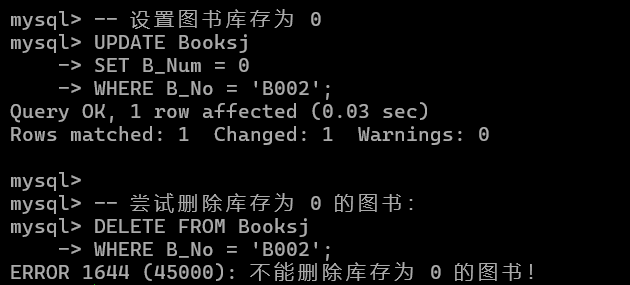 mysql> -- 设置图书库存为 0
mysql> UPDATE Booksj
    -> SET B_Num = 0
    -> WHERE B_No = 'B002';
Query OK, 1 row affected (0.03 sec)
Rows matched: 1  Changed: 1  Warnings: 0
mysql>
mysql> -- 尝试删除库存为 0 的图书：
mysql> DELETE FROM Booksj
    -> WHERE B_No = 'B002';
ERROR 1644 (45000): 不能删除库存为 0 的图书！